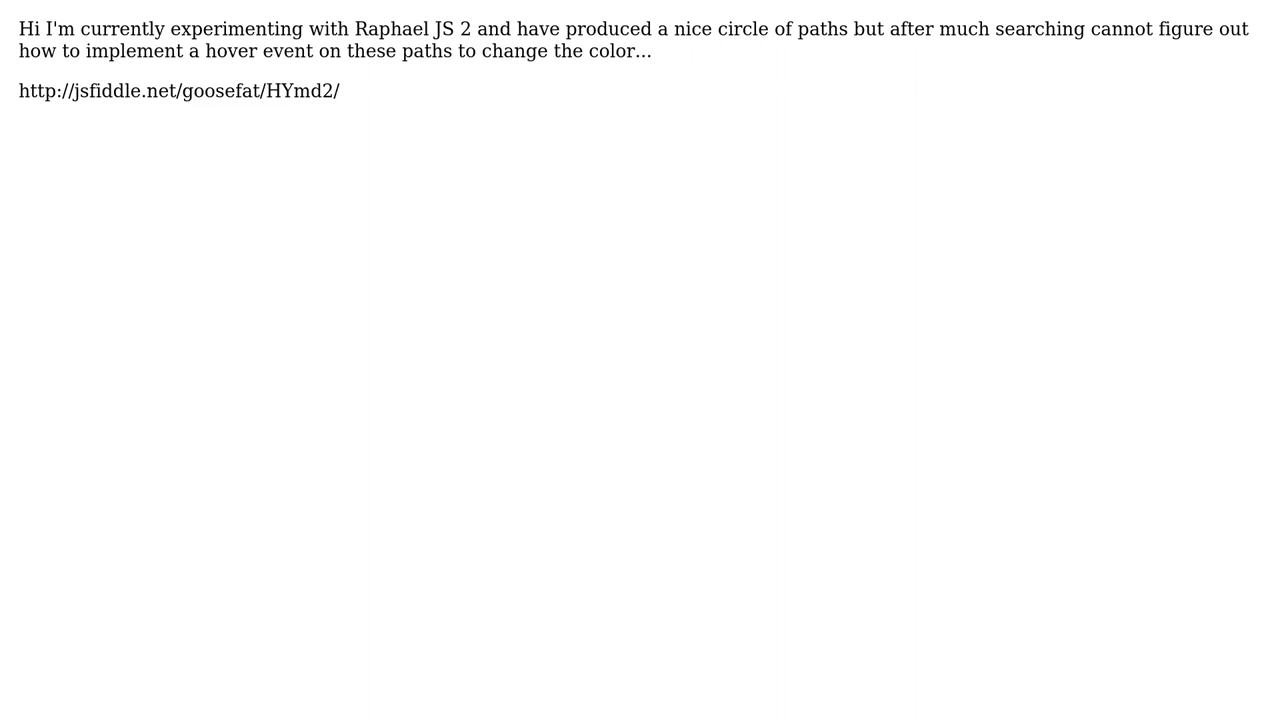 Hi I'm currently experimenting with Raphael JS 2 and have produced a nice circle of paths but after much searching cannot figure out
how to implement a hover event on these paths to change the color...
http://jsfiddle.net/goosefat/HYmd2/